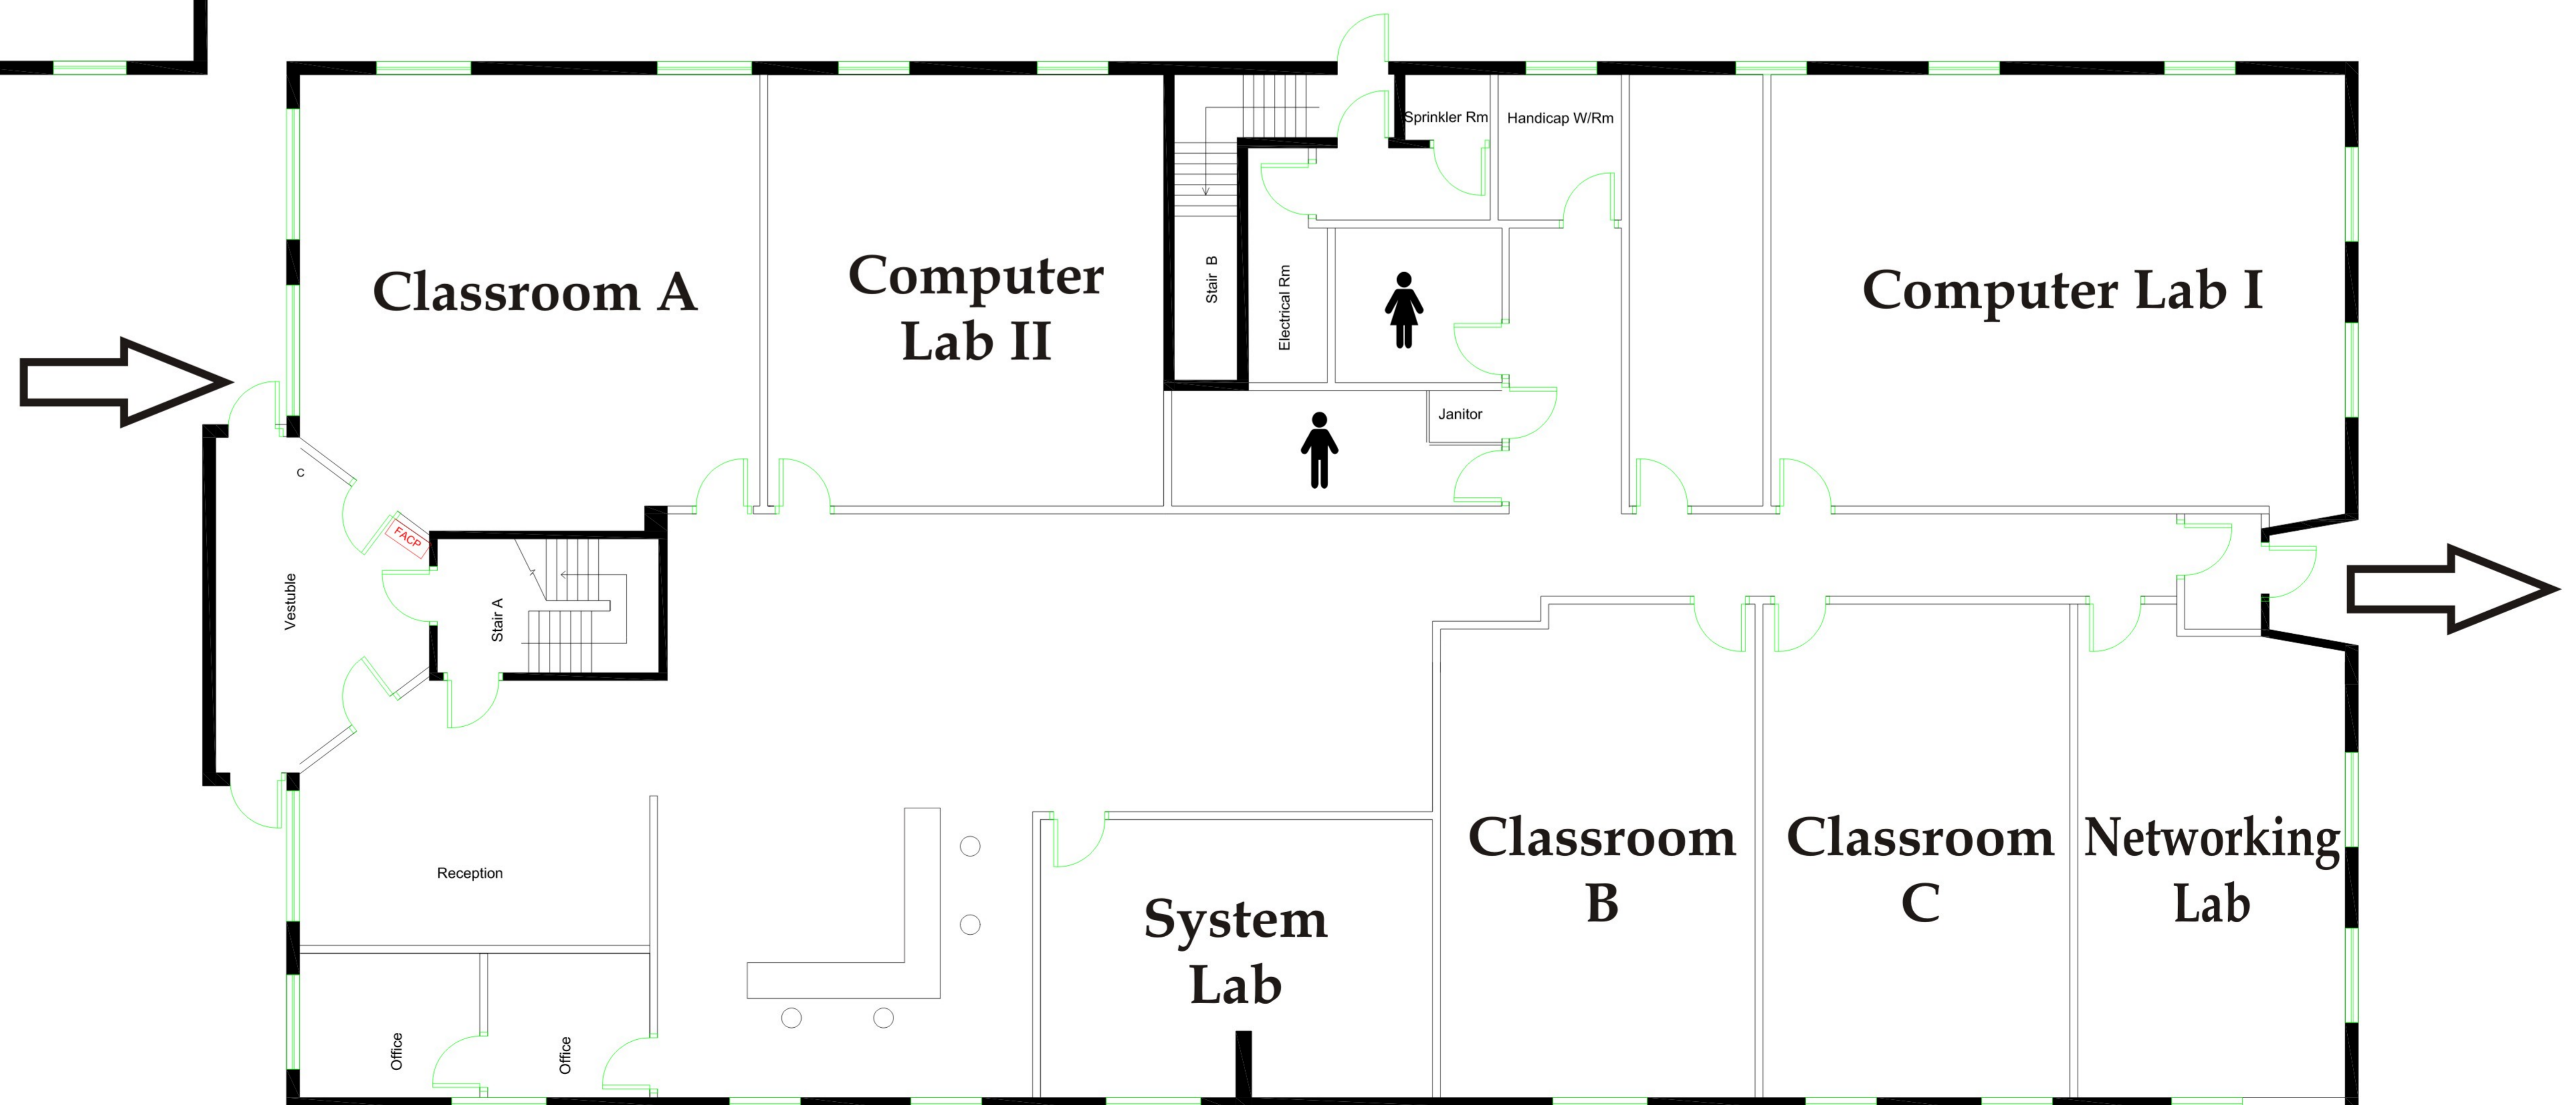 Sprinkler Rm
Handicap W/Rm
Classroom A
Computer
Lab II
Stair B
Electrical Rm
Computer Lab I
Janitor
C
FACP
Vestuble
Stair A
Reception
Classroom
B
Classroom
C
Networking
Lab
System
Lab
Office
Office